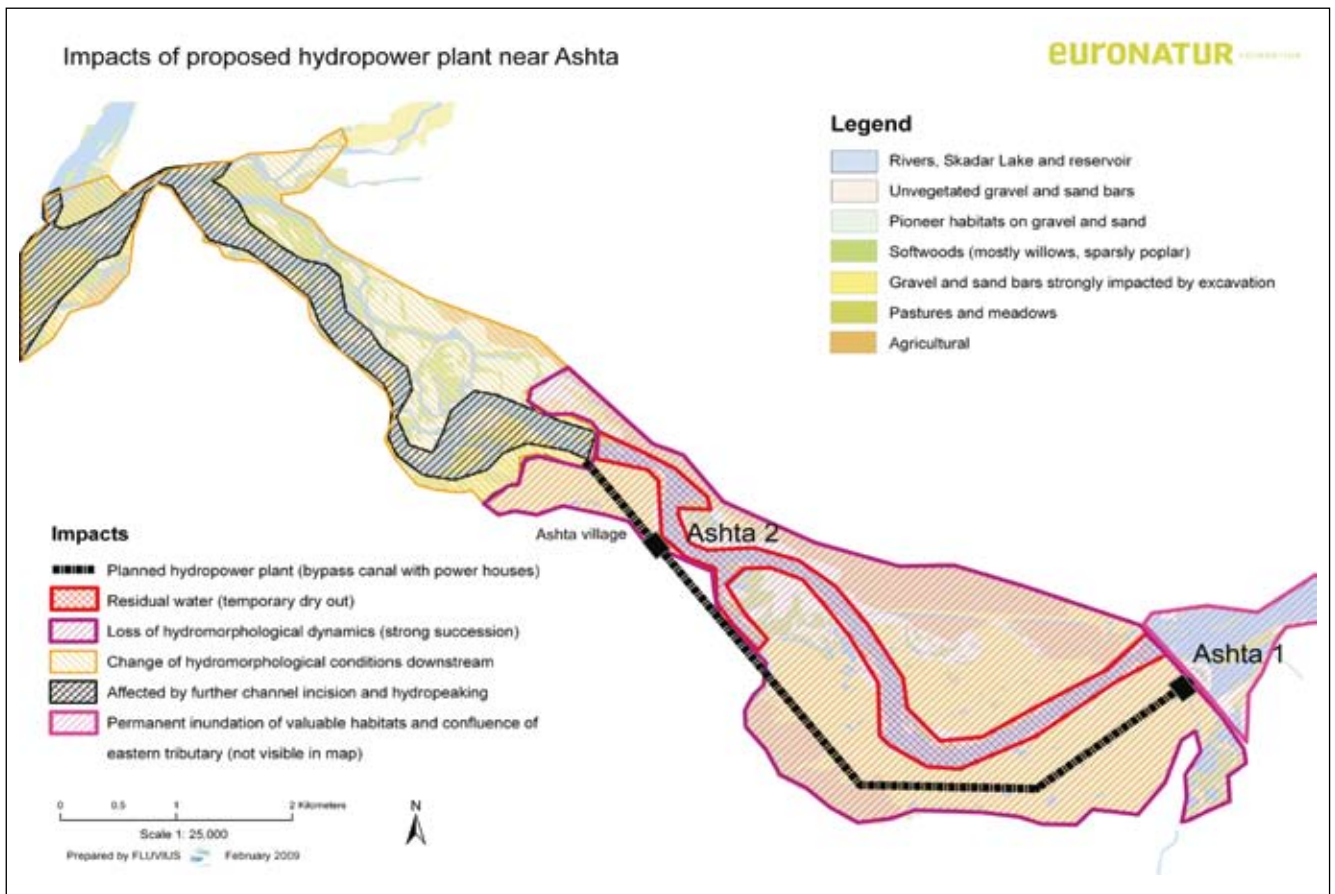 Impacts of proposed hydropower plant near Ashta
euroNATUR
Legend
Rivers, Skadar Lake and reservoir
Unvegetated gravel and sand bars
Pioneer habitats on gravel and sand
Softwoods (mostly willows, sparsly poplar)
Gravel and sand bars strongly impacted by excavation
Pastures and meadows
Agricultural
Ashta village
Ashta 2
Ashta 1
Impacts
Planned hydropower plant (bypass canal with power houses)
Residual water (temporary dry out)
Loss of hydromorphological dynamics (strong succession)
Change of hydromorphological conditions downstream
Affected by further channel incision and hydropeaking
Permanent inundation of valuable habitats and confluence of
eastern tributary (not visible in map)
0 0.5 1 2 Kilometers
Scale 1: 25,000
N
Prepared by FLUVIUS February 2009